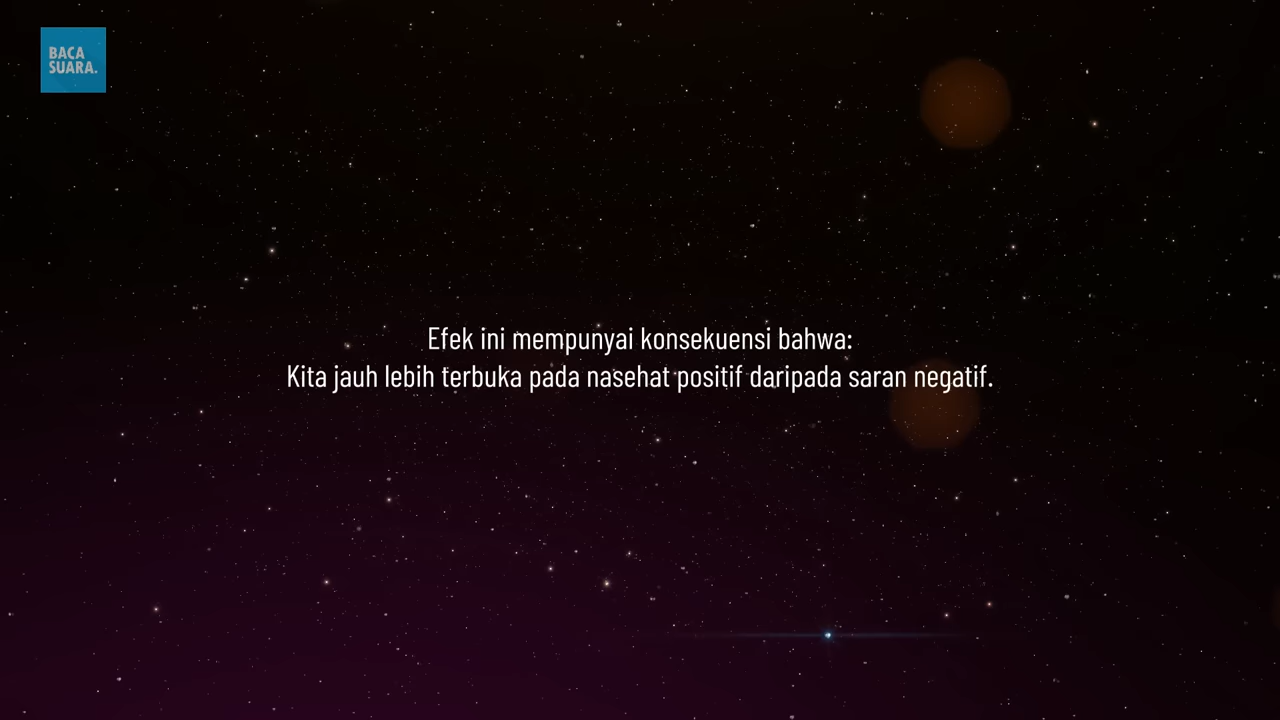 BACA
SUARA.
Efek ini mempunyai konsekuensi bahwa:
Kita jauh lebih terbuka pada nasehat positif daripada saran negatif.